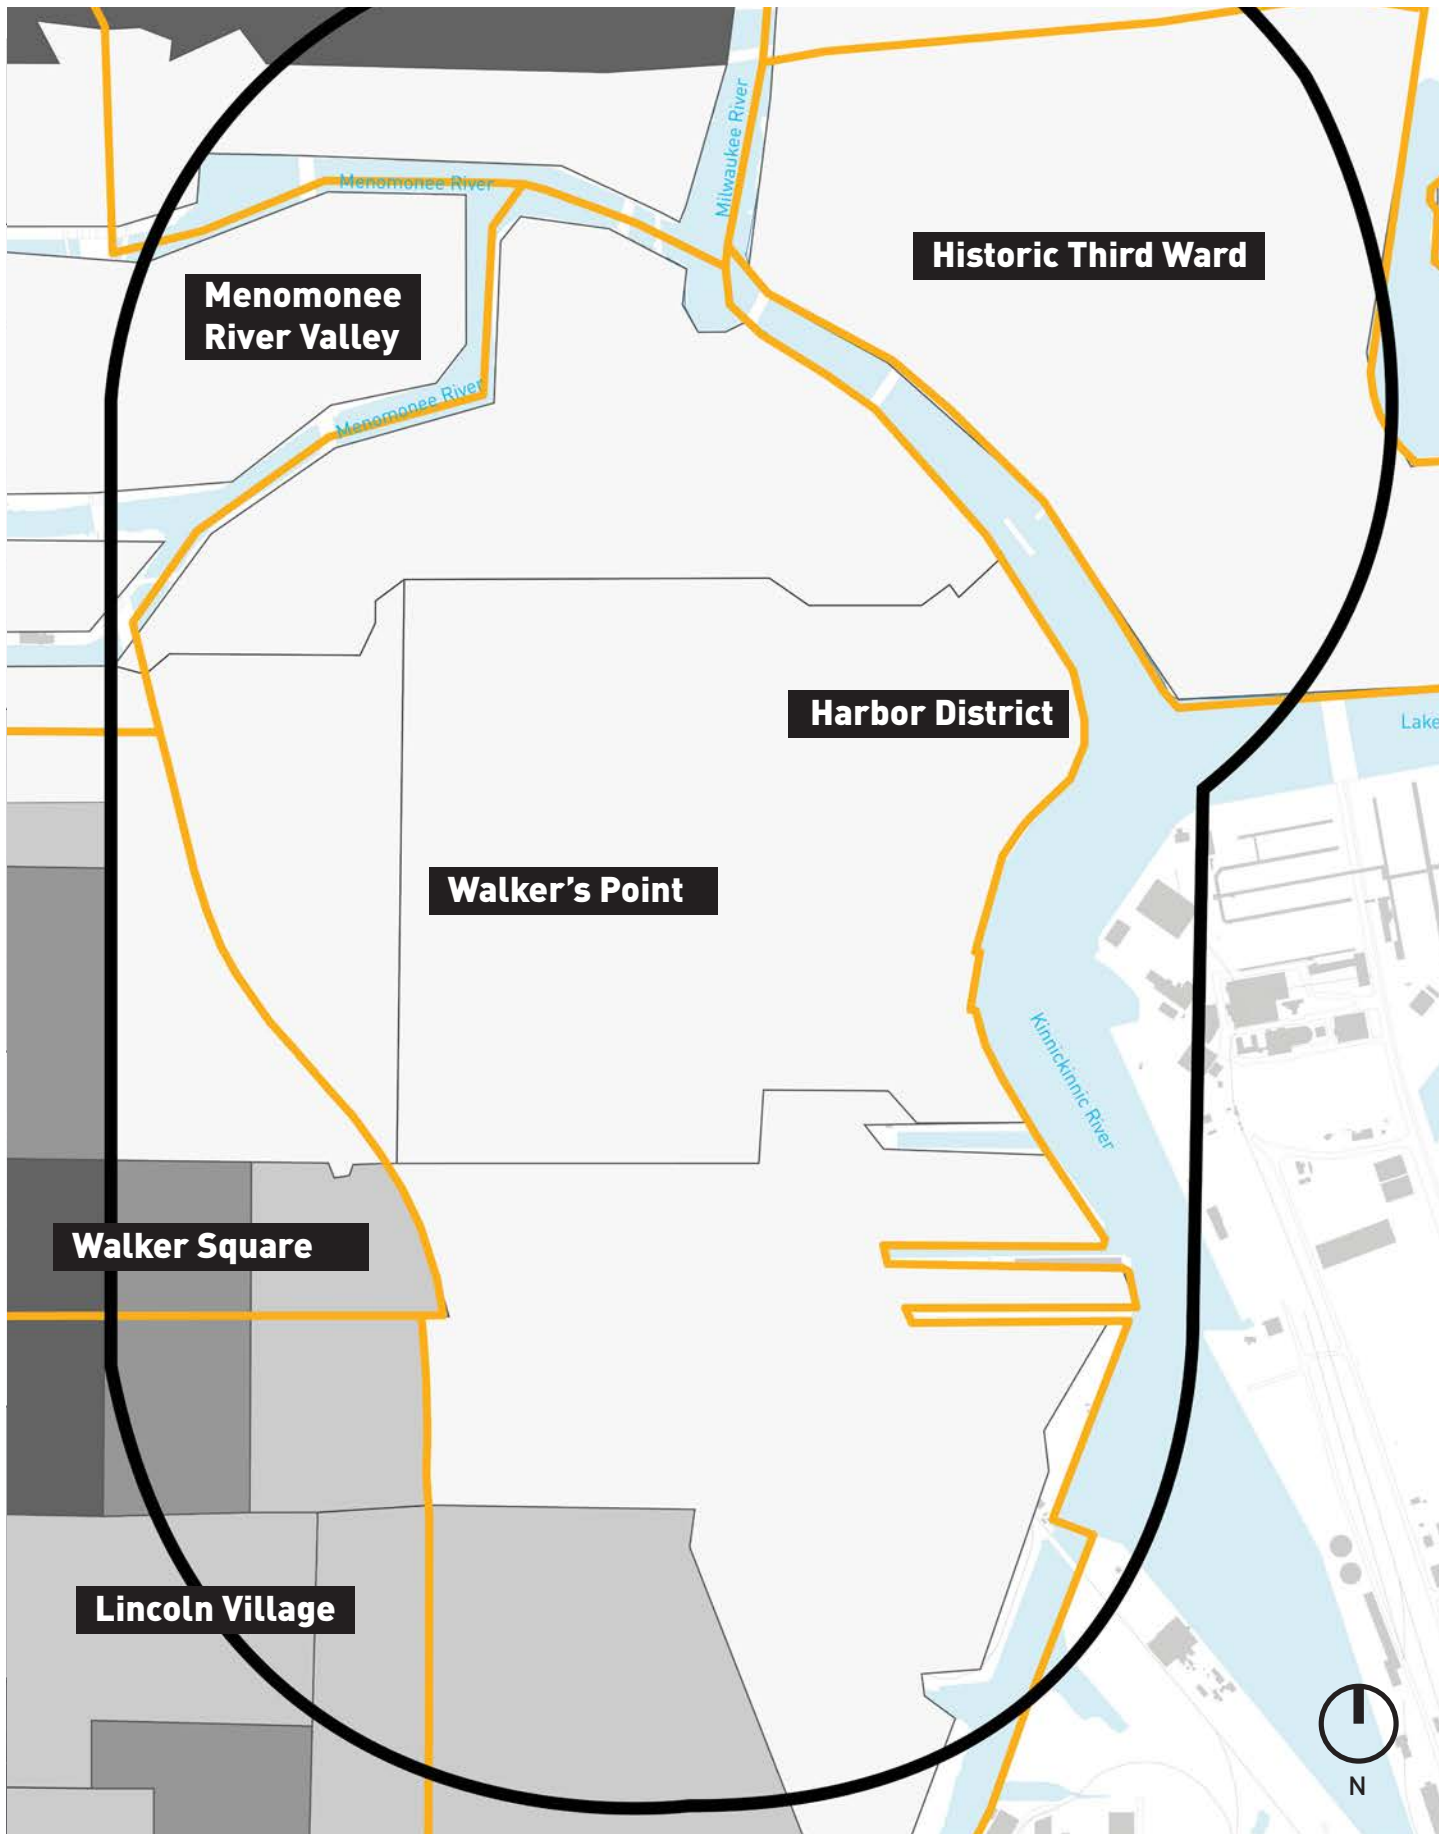 Milwaukee River
Menomonee River
Historic Third Ward
Menomonee
River Valley
Menomonee River
Harbor District
Lake
Walker's Point
Kinnickinnic River
Walker Square
Lincoln Village
N